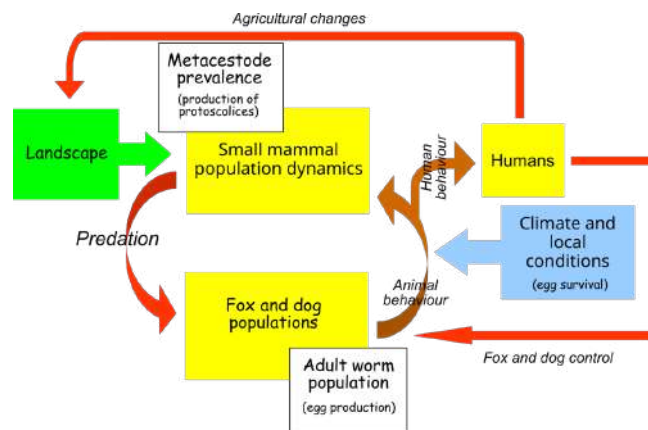 Agricultural changes
Metacestode
prevalence
(production of
protoscolices)
Landscape
Small mammal
population dynamics
Human
behaviour
Humans
Predation
Climate and
local
conditions
(egg survival)
Fox and dog
populations
Animal
behaviour
Adult worm
population
(egg production)
Fox and dog control